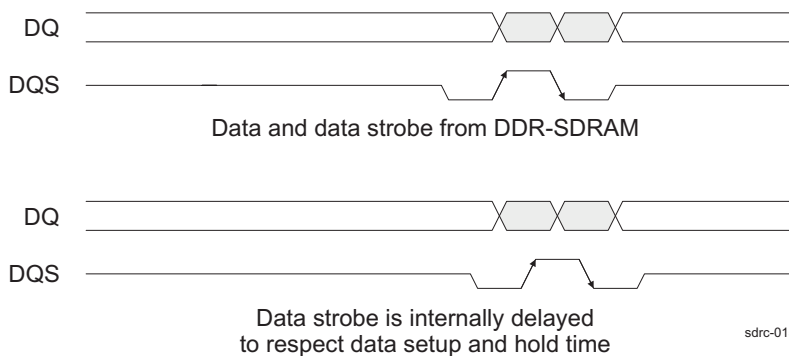 DQ
DQS
Data and data strobe from DDR-SDRAM
DQ
DQS
Data strobe is internally delayed
to respect data setup and hold time
sdrc-01